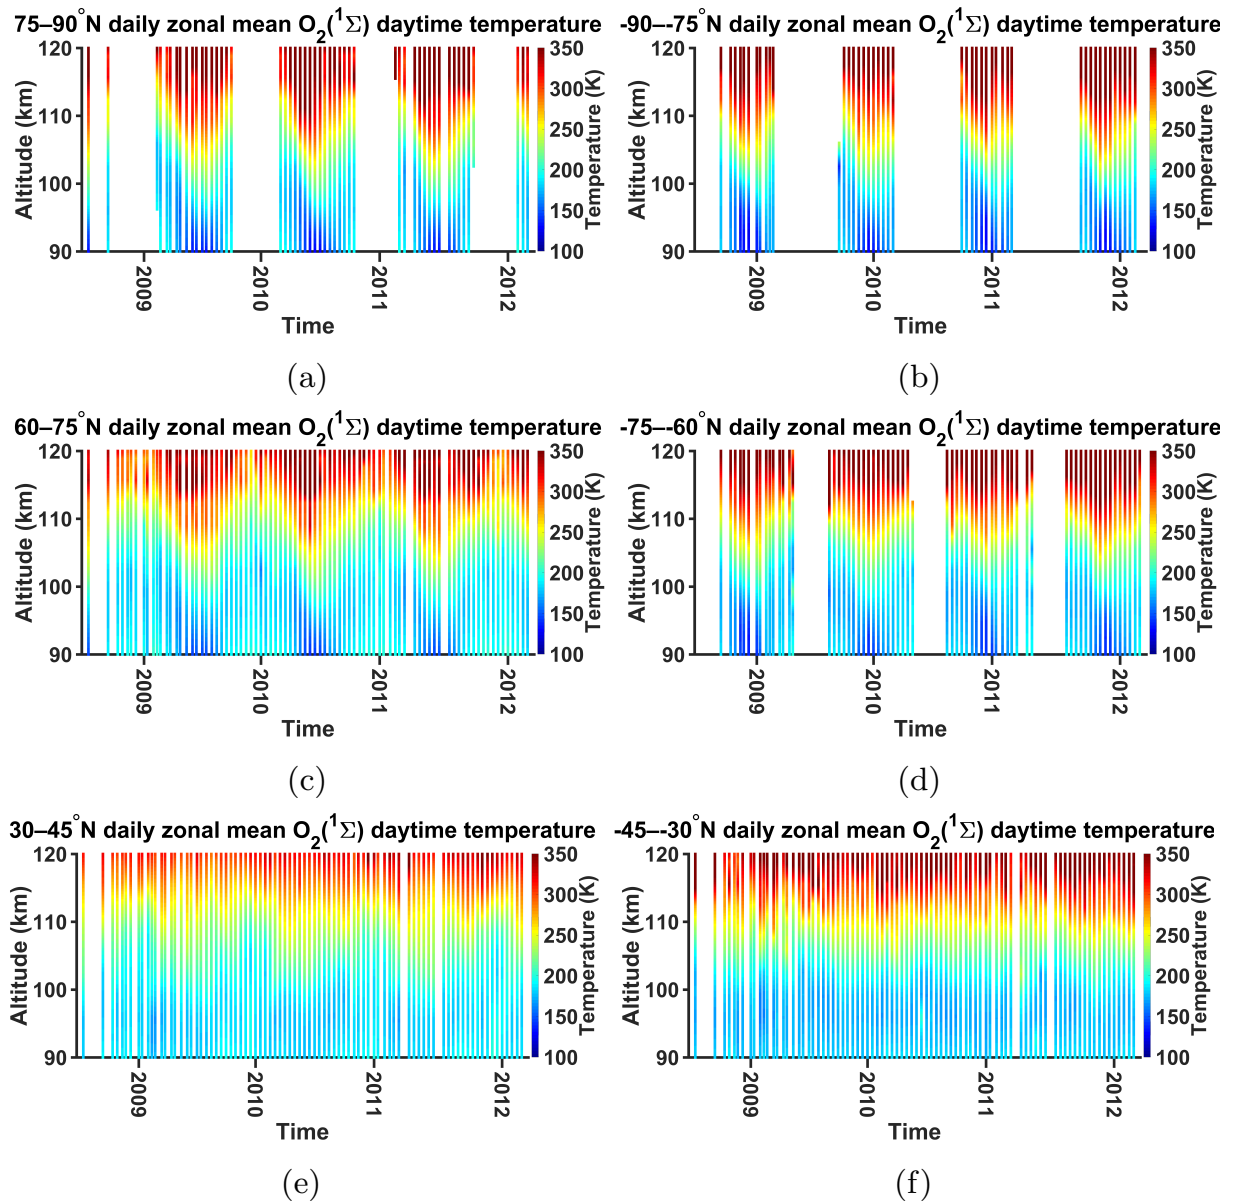 75–90°N daily zonal mean O2(1Σ) daytime temperature
120
110
100
90
Altitude (km)
2009
2010
2011
2012
Time
350
300
250
200
150
100
Temperature (K)
(a)
-90–-75°N daily zonal mean O2(1Σ) daytime temperature
120
110
100
90
Altitude (km)
2009
2010
2011
2012
Time
350
300
250
200
150
100
Temperature (K)
(b)
60–75°N daily zonal mean O2(1Σ) daytime temperature
120
110
100
90
Altitude (km)
2009
2010
2011
2012
Time
350
300
250
200
150
100
Temperature (K)
(c)
-75–-60°N daily zonal mean O2(1Σ) daytime temperature
120
110
100
90
Altitude (km)
2009
2010
2011
2012
Time
350
300
250
200
150
100
Temperature (K)
(d)
30–45°N daily zonal mean O2(1Σ) daytime temperature
120
110
100
90
Altitude (km)
2009
2010
2011
2012
Time
350
300
250
200
150
100
Temperature (K)
(e)
-45–-30°N daily zonal mean O2(1Σ) daytime temperature
120
110
100
90
Altitude (km)
2009
2010
2011
2012
Time
350
300
250
200
150
100
Temperature (K)
(f)